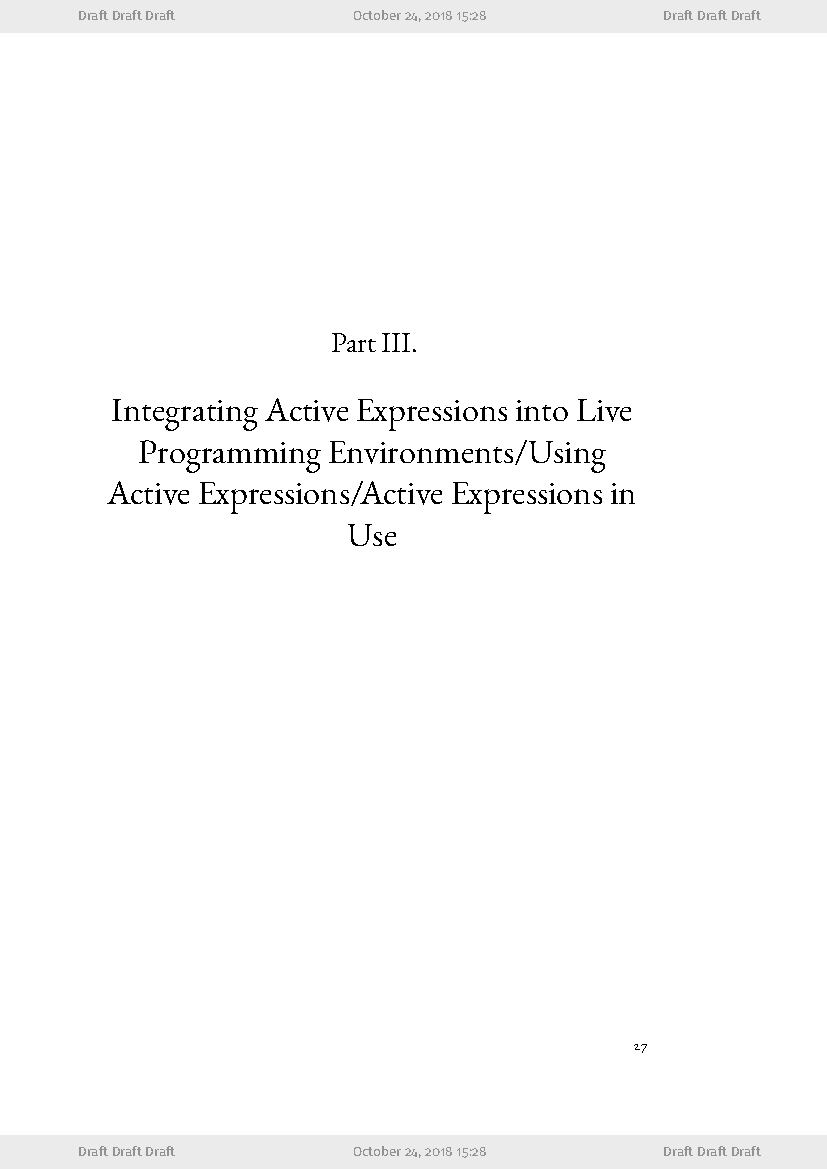 Draft Draft Draft October 24, 2018 15:28 Draft Draft Draft
Part III.
Integrating Active Expressions into Live
Programming Environments/Using
Active Expressions/Active Expressions in
Use
27
Draft Draft Draft October 24, 2018 15:28 Draft Draft Draft